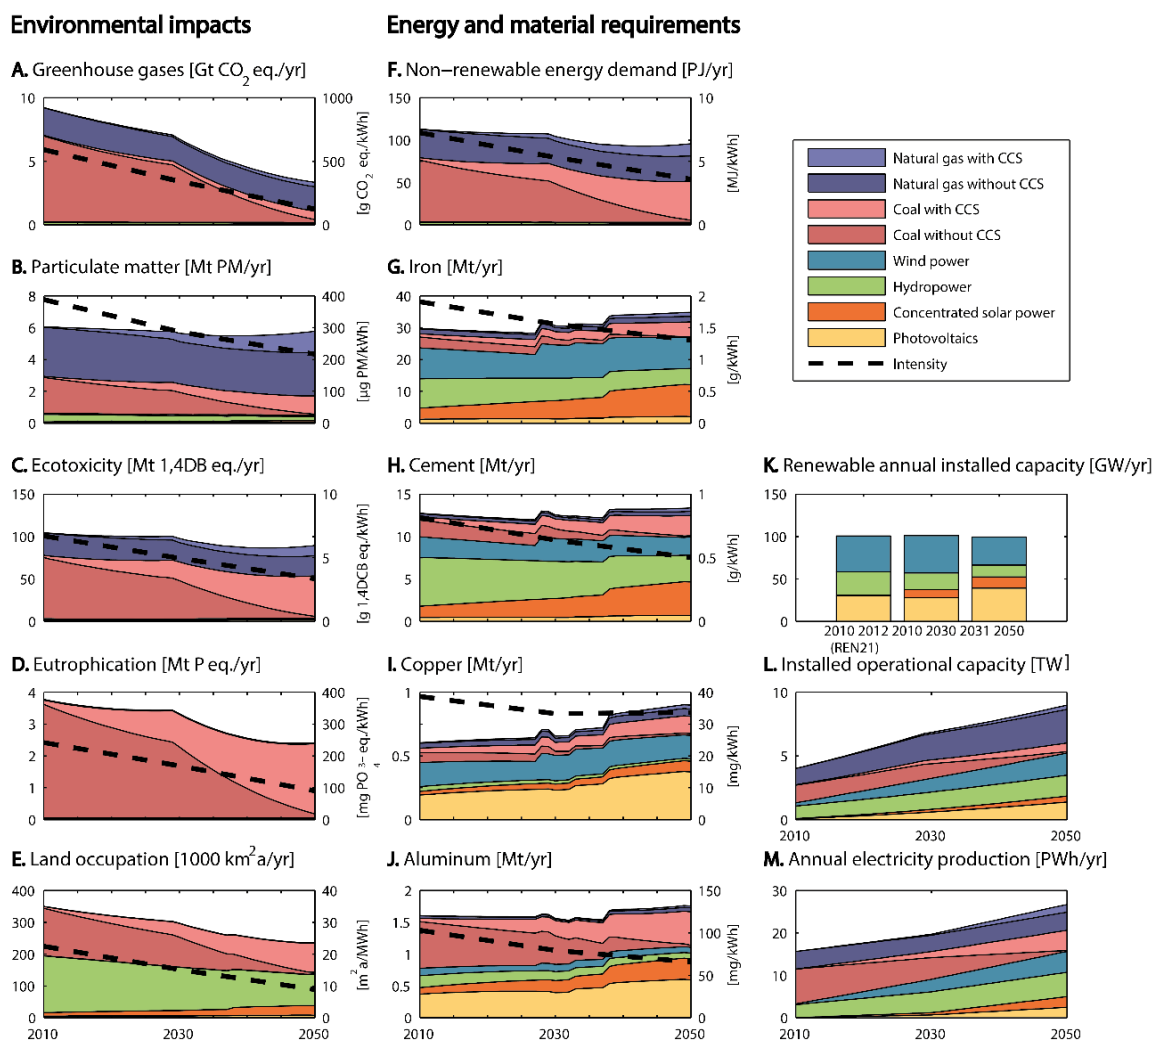 Environmental impacts
Energy and material requirements
A. Greenhouse gases [Gt CO2 eq./yr]
10
5
0
1000
500
0
[g CO2 eq./kWh]
F. Non−renewable energy demand [PJ/yr]
150
100
50
0
10
5
0
[MJ/kWh]
Natural gas with CCS
Natural gas without CCS
Coal with CCS
Coal without CCS
Wind power
Hydropower
Concentrated solar power
Photovoltaics
Intensity
B. Particulate matter [Mt PM/yr]
8
6
4
2
0
400
300
200
100
0
[µg PM/kWh]
G. Iron [Mt/yr]
40
30
20
10
0
2
1.5
1
0.5
0
[g/kWh]
C. Ecotoxicity [Mt 1,4DB eq./yr]
150
100
50
0
10
5
0
[g 1,4DCB eq./kWh]
H. Cement [Mt/yr]
15
10
5
0
1
0.5
0
[g/kWh]
K. Renewable annual installed capacity [GW/yr]
150
100
50
0
2010 2012 2010 2030 2031 2050
(REN21)
D. Eutrophication [Mt P eq./yr]
4
3
2
1
0
400
300
200
100
0
[mg PO4 3− eq./kWh]
I. Copper [Mt/yr]
1
0.5
0
40
30
20
10
0
[mg/kWh]
L. Installed operational capacity [TW]
10
5
0
2010 2030 2050
E. Land occupation [1000 km2a/yr]
400
300
200
100
0
40
30
20
10
0
[m2a/MWh]
2010 2030 2050
J. Aluminum [Mt/yr]
2
1.5
1
0.5
0
150
100
50
0
[mg/kWh]
2010 2030 2050
M. Annual electricity production [PWh/yr]
30
20
10
0
2010 2030 2050